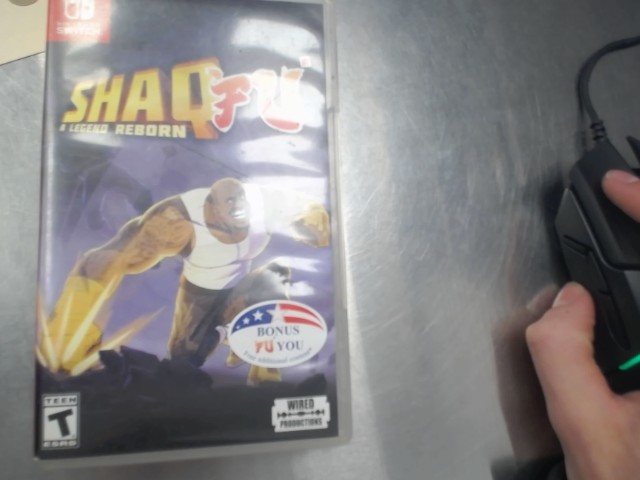 SWITCH
SHAQ FU
A LEGEND REBORN
BONUS
FU YOU
TEEN
T
ESRB
WIRED
PRODUCTIONS